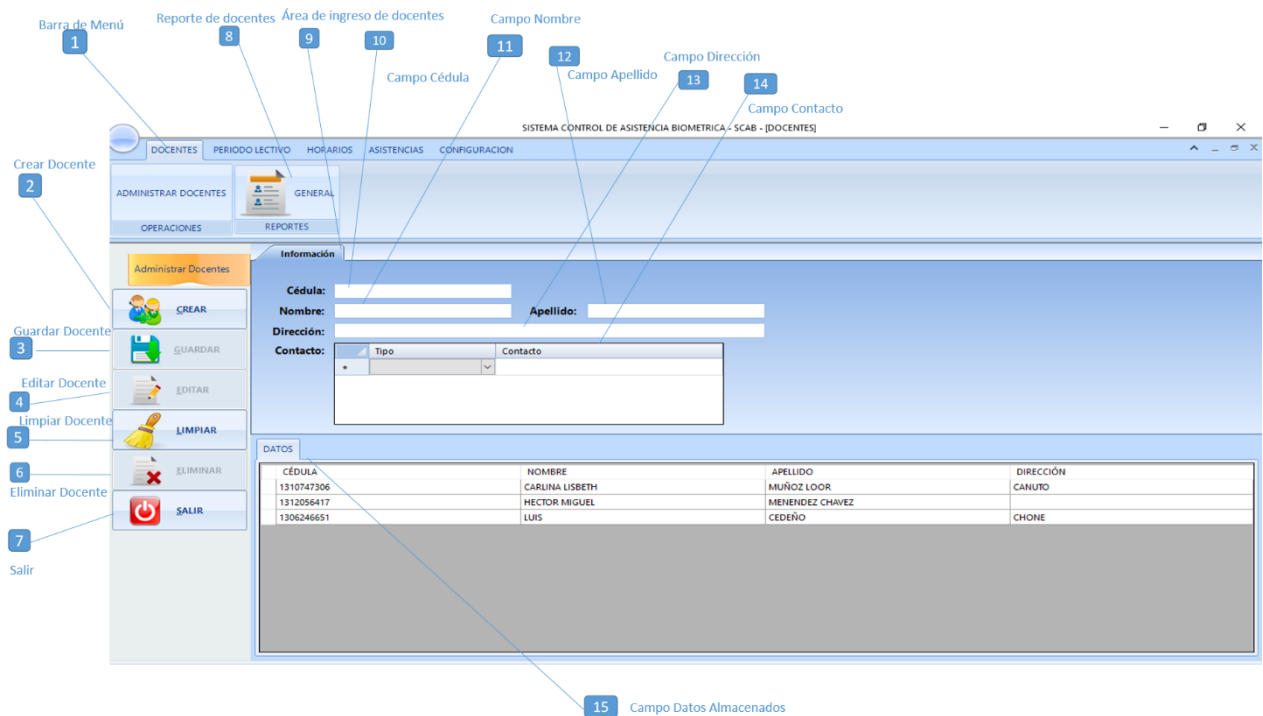 Barra de Menú
1
Reporte de docentes
8
Área de ingreso de docentes
9
10
Campo Cédula
Campo Nombre
11
12
Campo Apellido
Campo Dirección
13
14
Campo Contacto
SISTEMA CONTROL DE ASISTENCIA BIOMETRICA - SCAB - [DOCENTES]
DOCENTES PERIODO LECTIVO HORARIOS ASISTENCIAS CONFIGURACION
Crear Docente
2
ADMINISTRAR DOCENTES
GENERAL
OPERACIONES
REPORTES
Administrar Docentes
CREAR
Guardar Docente
3
GUARDAR
Editar Docente
4
EDITAR
Limpiar Docente
5
LIMPIAR
6
Eliminar Docente
ELIMINAR
7
Salir
SALIR
Información
Cédula:
Nombre:
Apellido:
Dirección:
Contacto:
Tipo
Contacto
*
DATOS
CÉDULA NOMBRE APELLIDO DIRECCIÓN
1310747306 CARLINA LISBETH MUÑOZ LOOR CANUTO
1312056417 HECTOR MIGUEL MENENDEZ CHAVEZ
1306246651 LUIS CEDEÑO CHONE
15
Campo Datos Almacenados